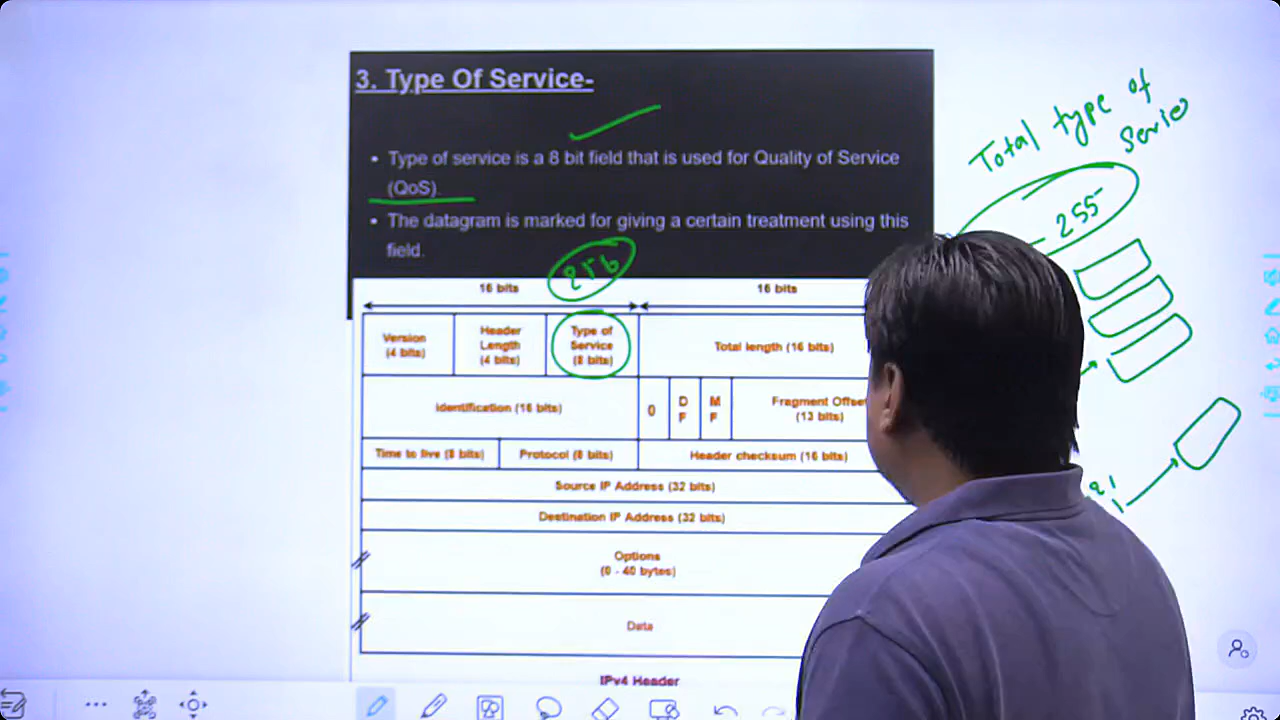 3. Type Of Service-
• Type of service is a 8 bit field that is used for Quality of Service
(QoS).
• The datagram is marked for giving a certain treatment using this
field.
256
16 bits 16 bits
Version
(4 bits)
Header
Length
(4 bits)
Type of
Service
(8 bits)
Total length (16 bits)
Identification (16 bits)
0
D
F
M
F
Fragment Offset
(13 bits)
Time to live (8 bits) Protocol (8 bits) Header checksum (16 bits)
Source IP Address (32 bits)
Destination IP Address (32 bits)
Options
(0 - 40 bytes)
Data
IPv4 Header
Total type of
255